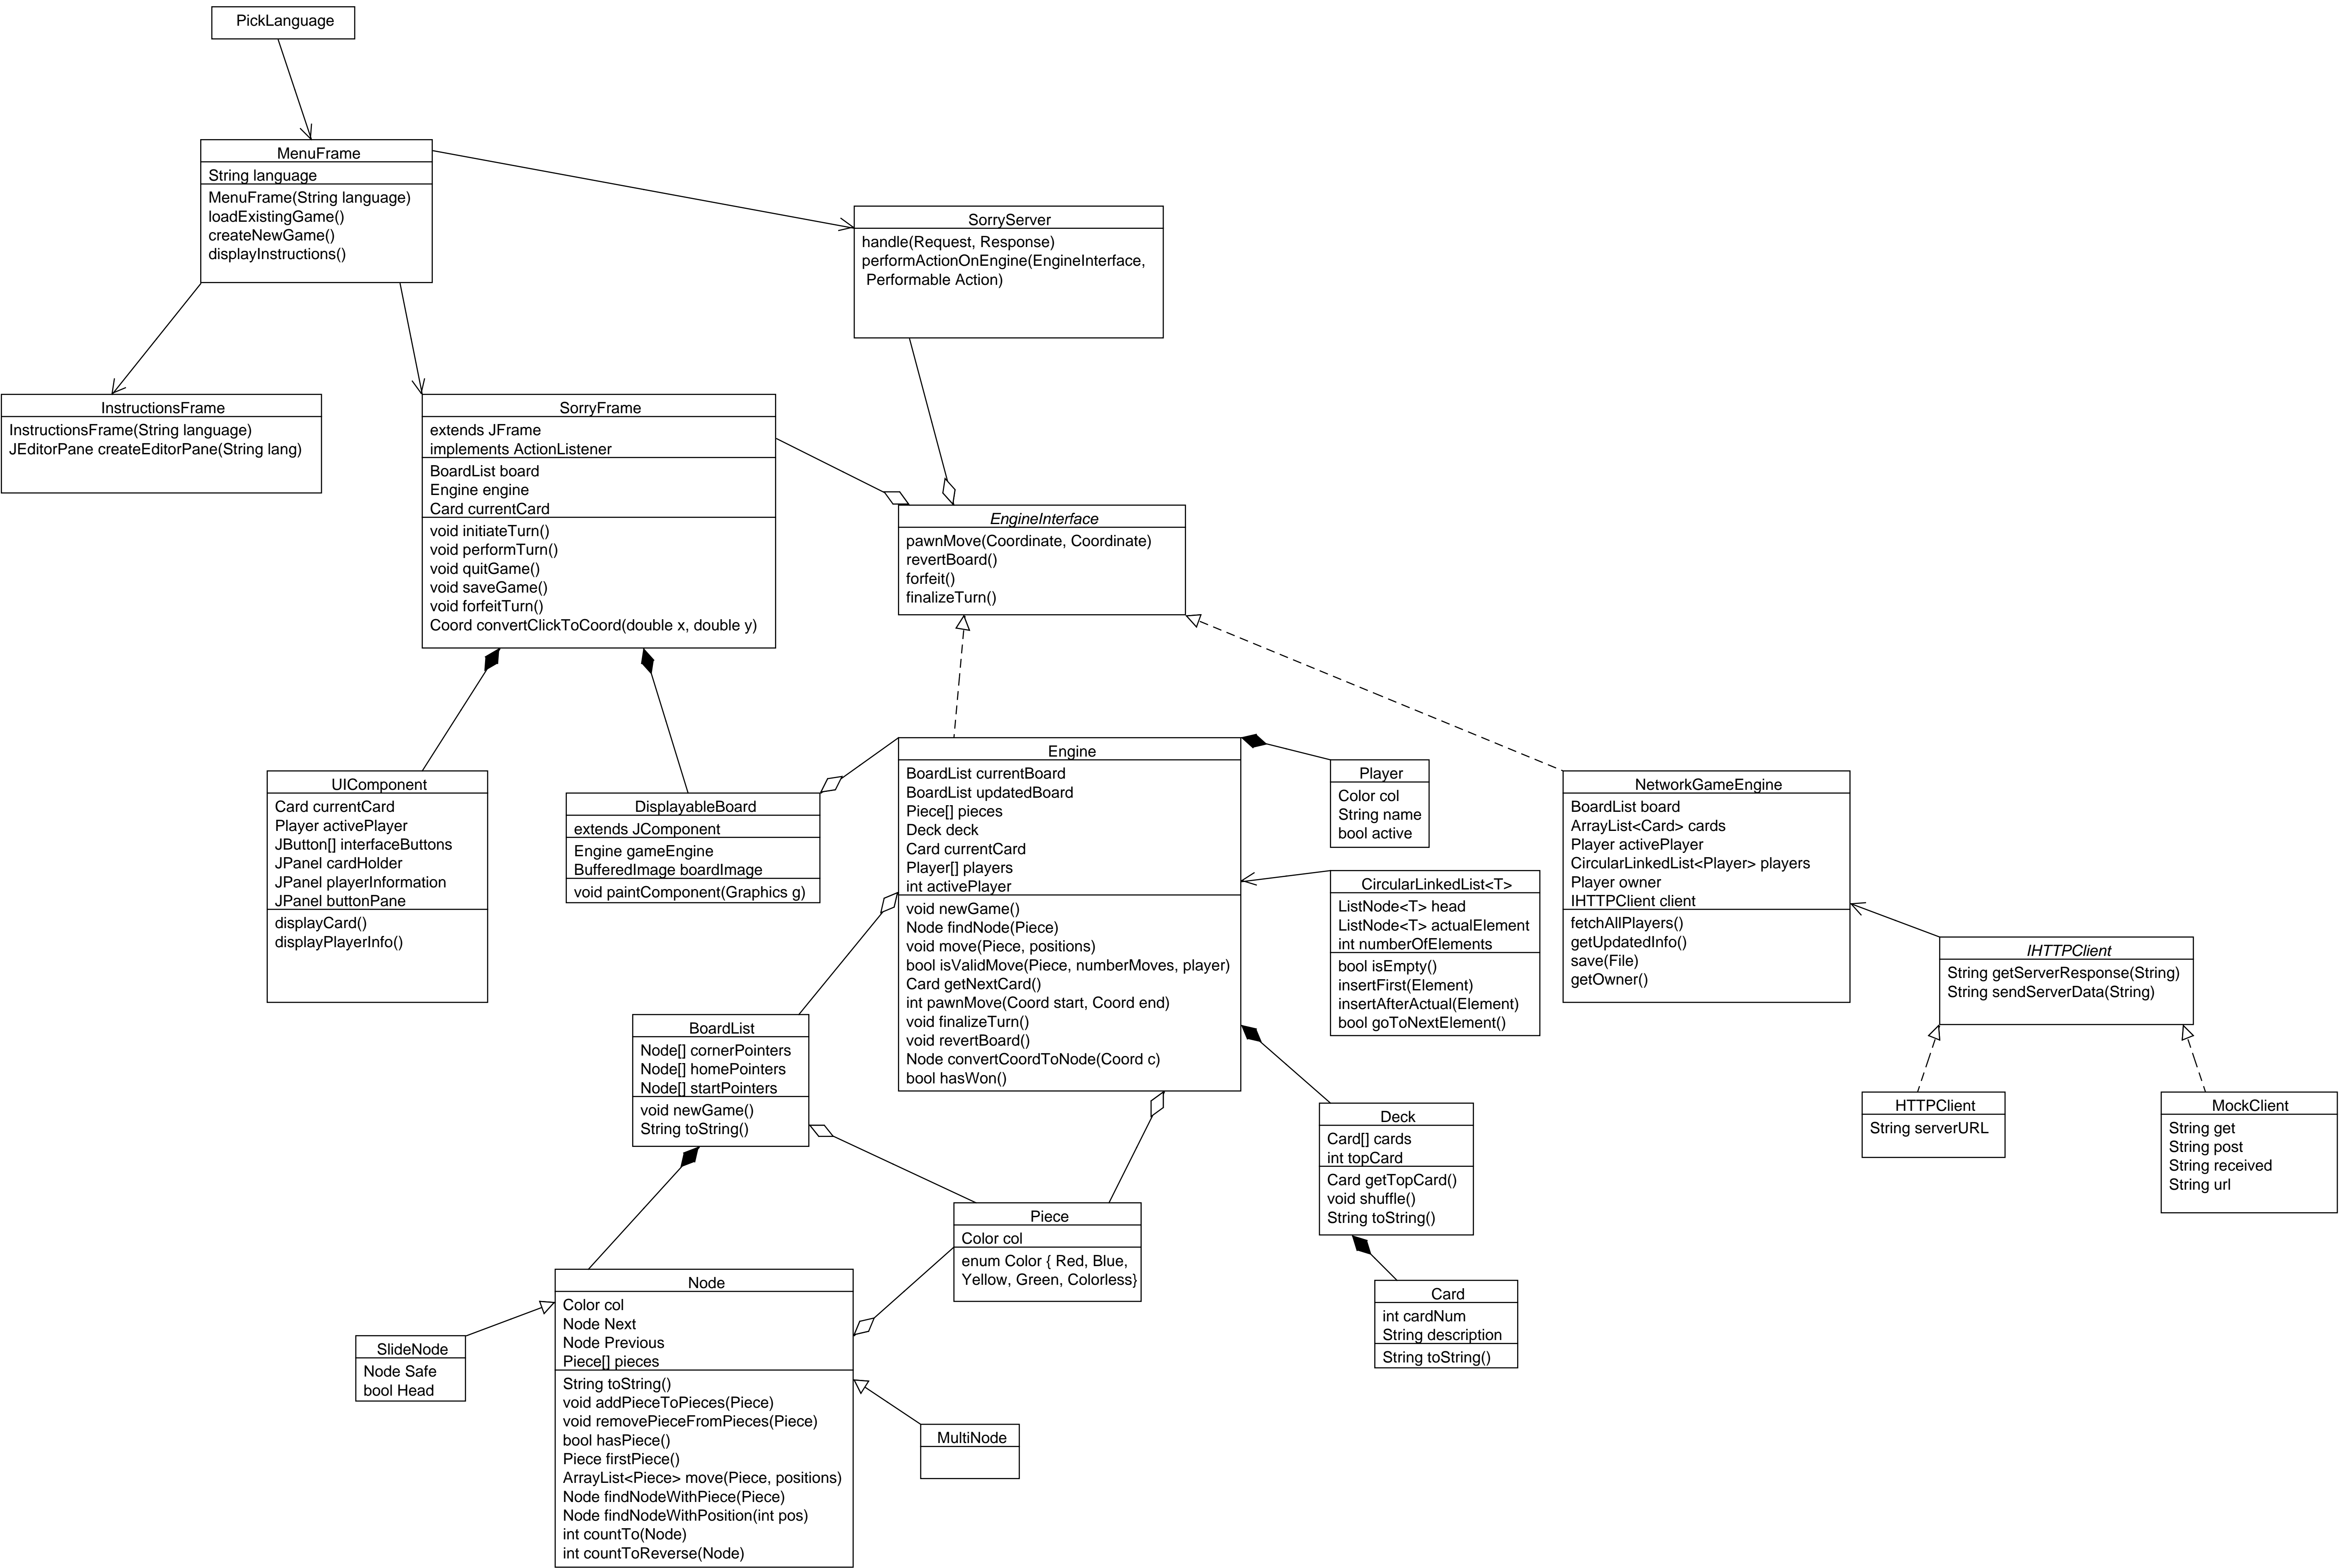 PickLanguage
MenuFrame
String language
MenuFrame(String language)
loadExistingGame()
createNewGame()
displayInstructions()
SorryServer
handle(Request, Response)
performActionOnEngine(EngineInterface,
Performable Action)
InstructionsFrame
InstructionsFrame(String language)
JEditorPane createEditorPane(String lang)
SorryFrame
extends JFrame
implements ActionListener
BoardList board
Engine engine
Card currentCard
void initiateTurn()
void performTurn()
void quitGame()
void saveGame()
void forfeitTurn()
Coord convertClickToCoord(double x, double y)
EngineInterface
pawnMove(Coordinate, Coordinate)
revertBoard()
forfeit()
finalizeTurn()
UIComponent
Card currentCard
Player activePlayer
JButton[] interfaceButtons
JPanel cardHolder
JPanel playerInformation
JPanel buttonPane
displayCard()
displayPlayerInfo()
DisplayableBoard
extends JComponent
Engine gameEngine
BufferedImage boardImage
void paintComponent(Graphics g)
Engine
BoardList currentBoard
BoardList updatedBoard
Piece[] pieces
Deck deck
Card currentCard
Player[] players
int activePlayer
void newGame()
Node findNode(Piece)
void move(Piece, positions)
bool isValidMove(Piece, numberMoves, player)
Card getNextCard()
int pawnMove(Coord start, Coord end)
void finalizeTurn()
void revertBoard()
Node convertCoordToNode(Coord c)
bool hasWon()
Player
Color col
String name
bool active
CircularLinkedList<T>
ListNode<T> head
ListNode<T> actualElement
int numberOfElements
bool isEmpty()
insertFirst(Element)
insertAfterActual(Element)
bool goToNextElement()
NetworkGameEngine
BoardList board
ArrayList<Card> cards
Player activePlayer
CircularLinkedList<Player> players
Player owner
IHTTPClient client
fetchAllPlayers()
getUpdatedInfo()
save(File)
getOwner()
IHTTPClient
String getServerResponse(String)
String sendServerData(String)
HTTPClient
String serverURL
MockClient
String get
String post
String received
String url
BoardList
Node[] cornerPointers
Node[] homePointers
Node[] startPointers
void newGame()
String toString()
Deck
Card[] cards
int topCard
Card getTopCard()
void shuffle()
String toString()
Piece
Color col
enum Color { Red, Blue,
Yellow, Green, Colorless}
Card
int cardNum
String description
String toString()
Node
Color col
Node Next
Node Previous
Piece[] pieces
String toString()
void addPieceToPieces(Piece)
void removePieceFromPieces(Piece)
bool hasPiece()
Piece firstPiece()
ArrayList<Piece> move(Piece, positions)
Node findNodeWithPiece(Piece)
Node findNodeWithPosition(int pos)
int countTo(Node)
int countToReverse(Node)
SlideNode
Node Safe
bool Head
MultiNode